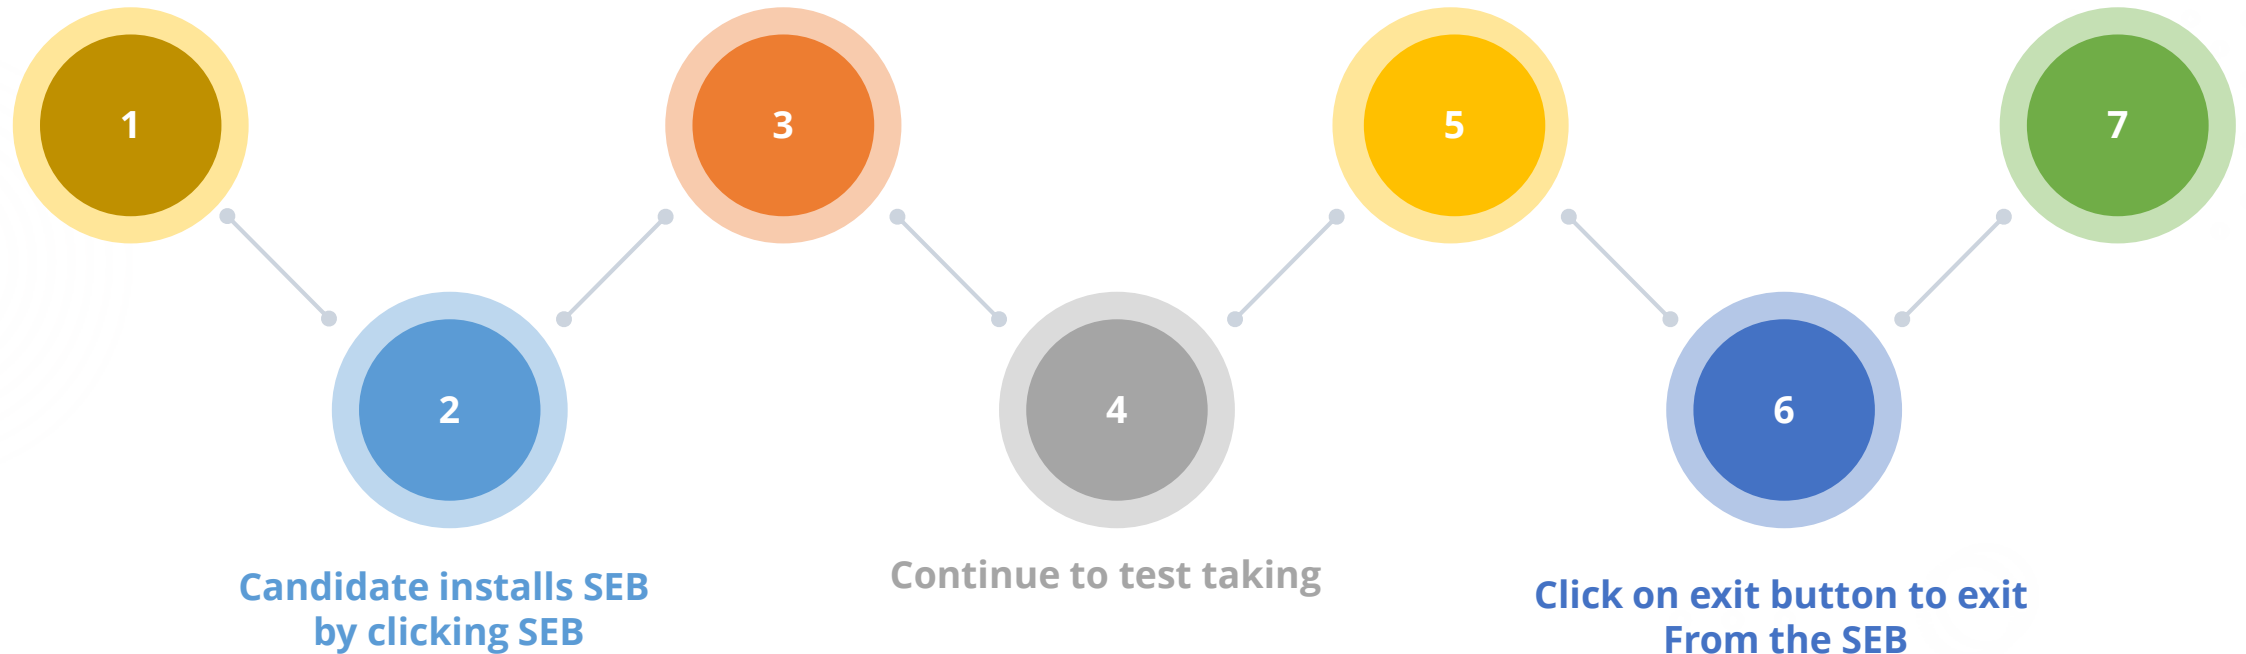 1
3
5
7
2
4
6
Continue to test taking
Candidate installs SEB
by clicking SEB
Click on exit button to exit
From the SEB